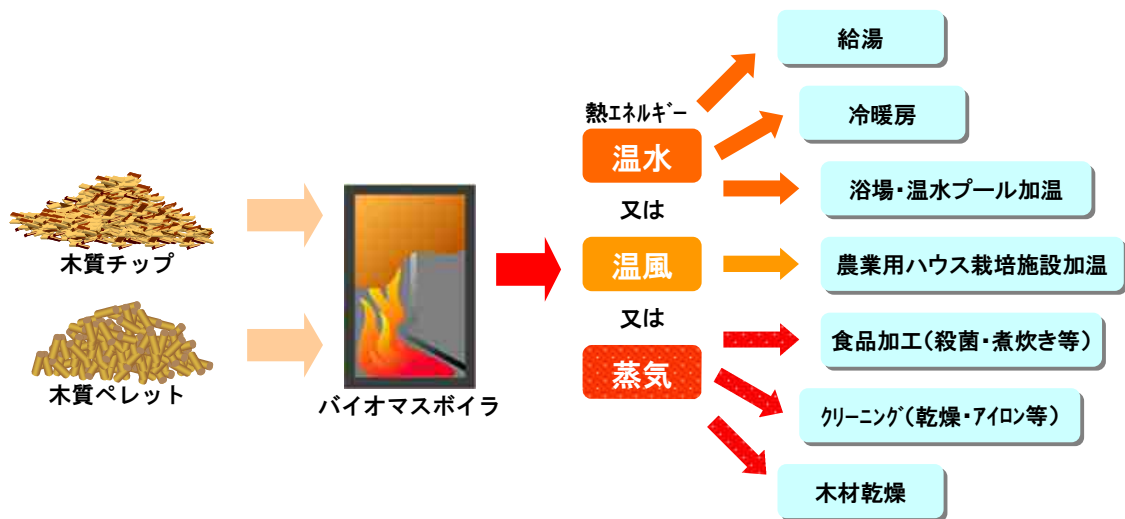 木質チップ
木質ペレット
バイオマスボイラ
熱エネルギー
温水
又は
温風
又は
蒸気
給湯
冷暖房
浴場・温水プール加温
農業用ハウス栽培施設加温
食品加工(殺菌・煮炊き等)
クリーニング(乾燥・アイロン等)
木材乾燥